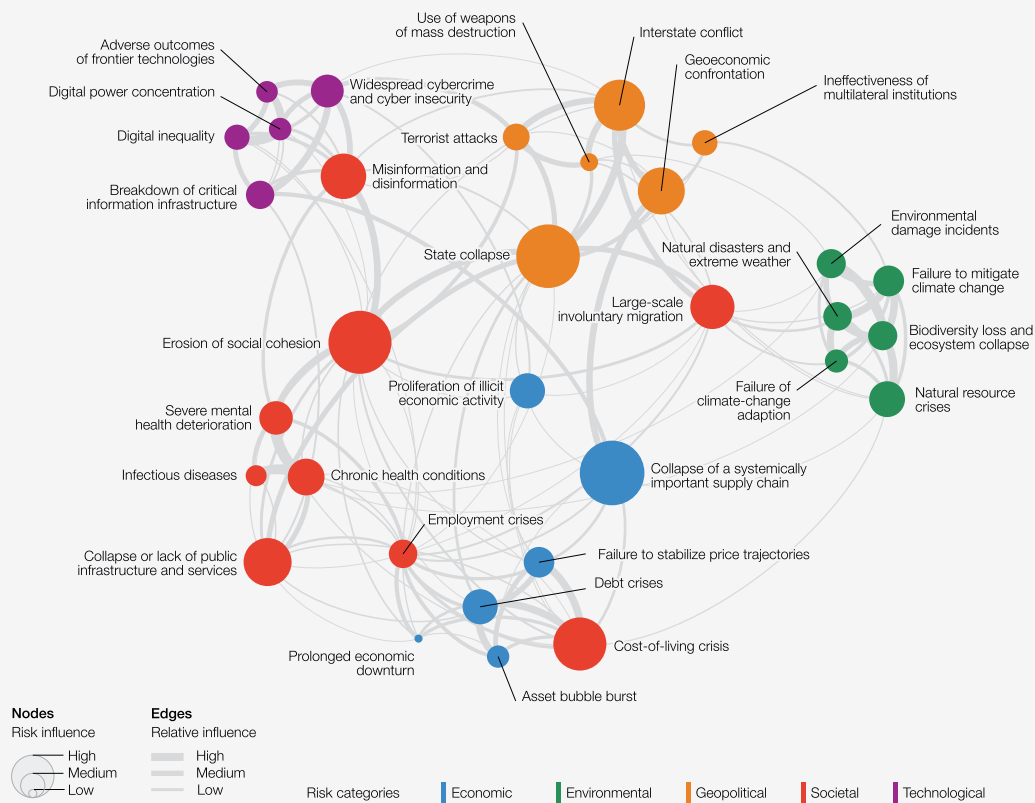 Use of weapons
of mass destruction
Interstate conflict
Adverse outcomes
of frontier technologies
Geoeconomic
confrontation
Ineffectiveness of
multilateral institutions
Digital power concentration
Widespread cybercrime
and cyber insecurity
Digital inequality
Terrorist attacks
Misinformation and
disinformation
Breakdown of critical
information infrastructure
Environmental
damage incidents
State collapse
Natural disasters and
extreme weather
Failure to mitigate
climate change
Large-scale
involuntary migration
Biodiversity loss and
ecosystem collapse
Erosion of social cohesion
Proliferation of illicit
economic activity
Failure of
climate-change
adaption
Natural resource
crises
Severe mental
health deterioration
Infectious diseases
Chronic health conditions
Collapse of a systemically
important supply chain
Employment crises
Collapse or lack of public
infrastructure and services
Failure to stabilize price trajectories
Debt crises
Prolonged economic
downturn
Cost-of-living crisis
Asset bubble burst
Nodes
Risk influence
High
Medium
Low
Edges
Relative influence
High
Medium
Low
Risk categories
Economic
Environmental
Geopolitical
Societal
Technological